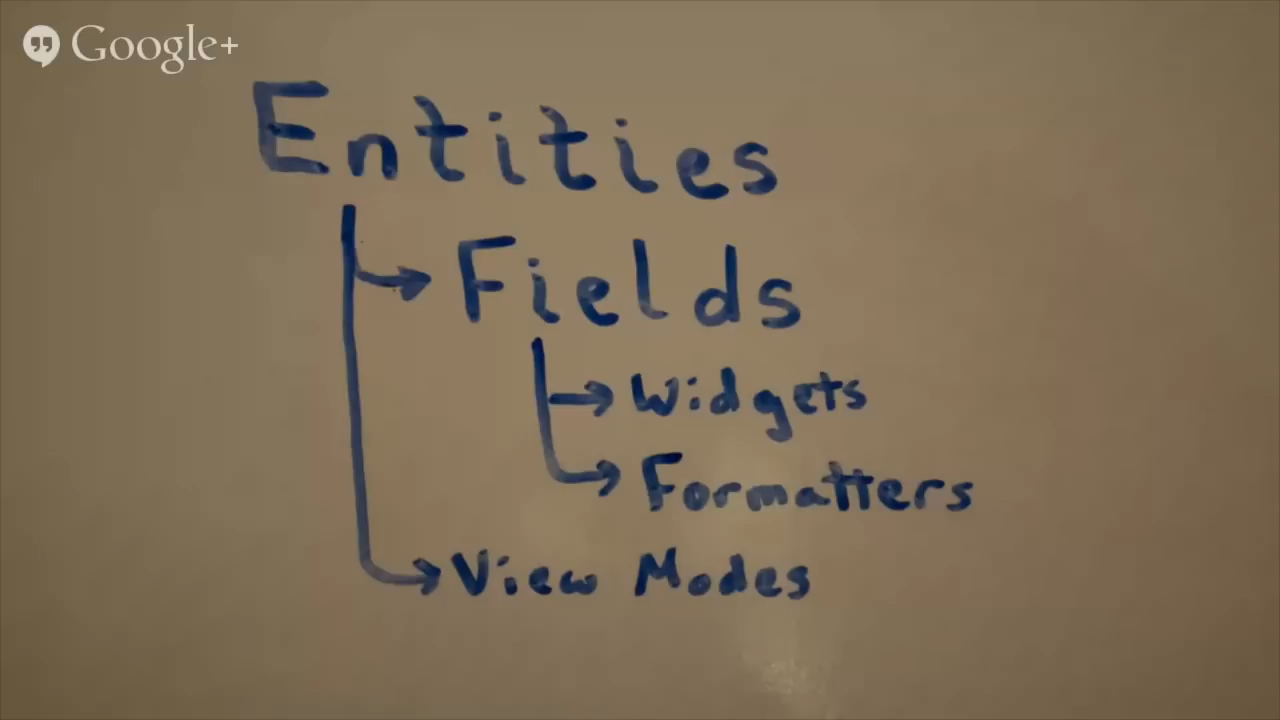 Google+
Entities
Fields
Widgets
Formatters
View Modes